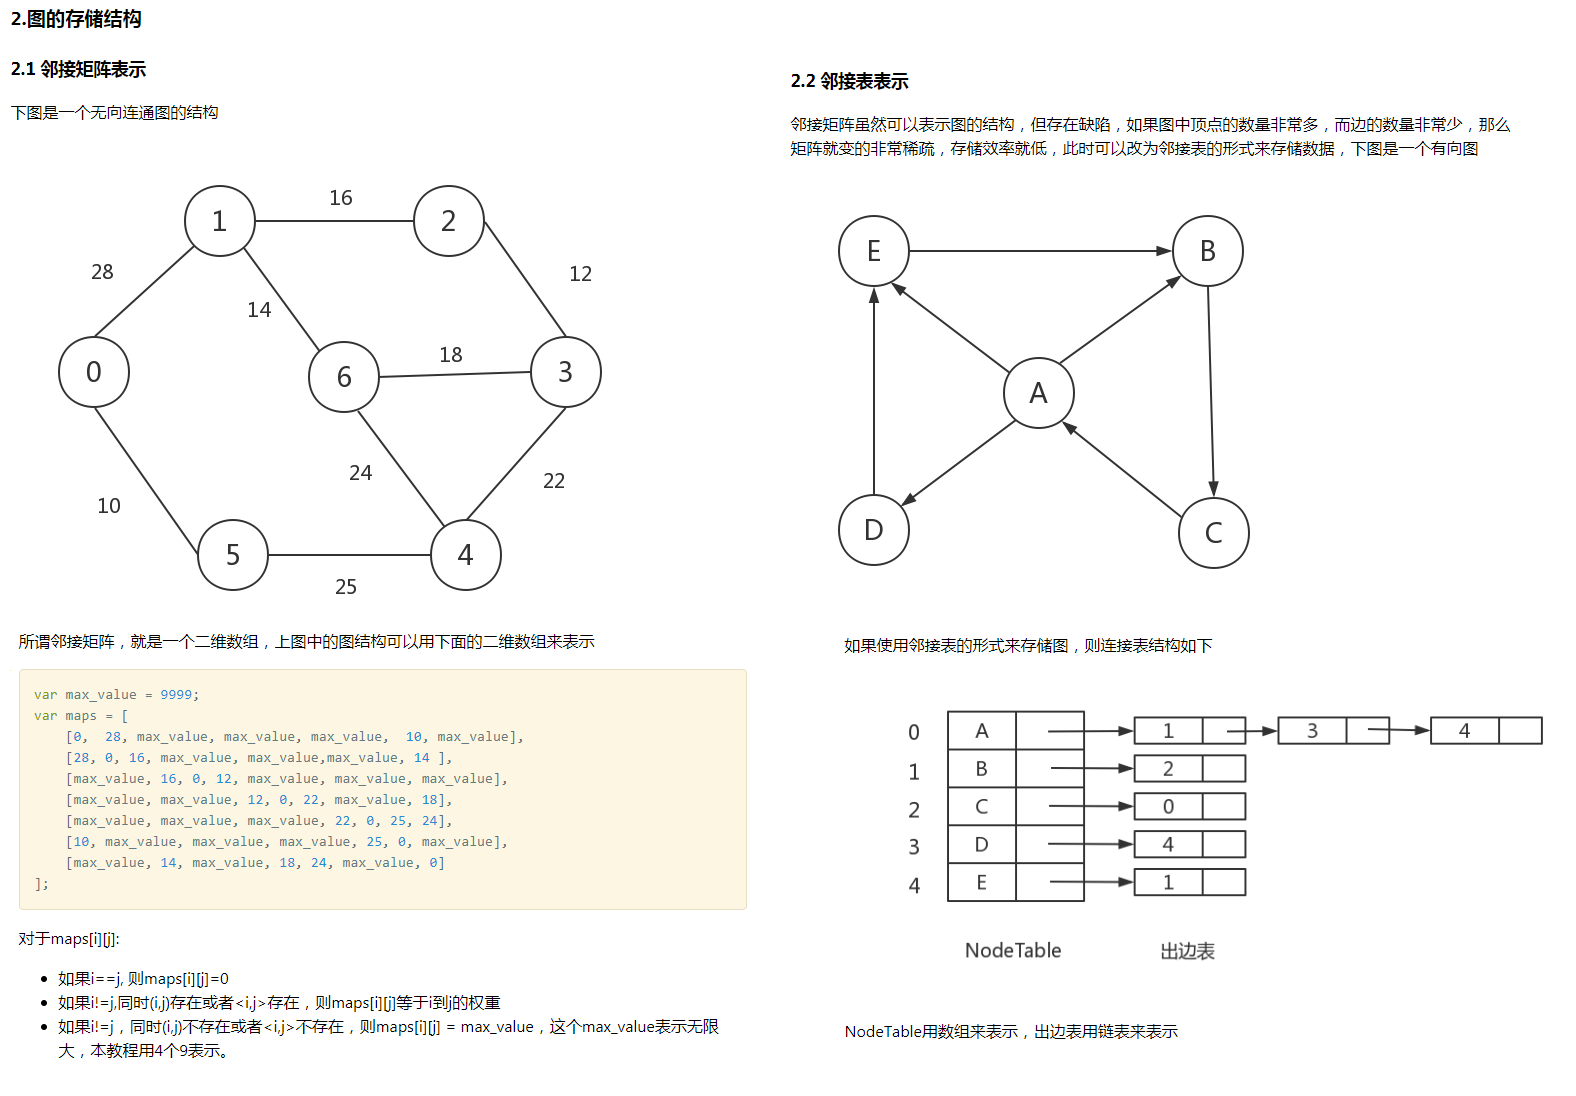 2.图的存储结构
2.1 邻接矩阵表示
下图是一个无向连通图的结构
16
1
2
28
12
14
18
0
6
3
24
22
10
5
4
25
所谓邻接矩阵，就是一个二维数组，上图中的图结构可以用下面的二维数组来表示
var max_value = 9999;
var maps = [
[0,  28, max_value, max_value, max_value,  10, max_value],
[28, 0, 16, max_value, max_value,max_value, 14 ],
[max_value, 16, 0, 12, max_value, max_value, max_value],
[max_value, max_value, 12, 0, 22, max_value, 18],
[max_value, max_value, max_value, 22, 0, 25, 24],
[10, max_value, max_value, max_value, 25, 0, max_value],
[max_value, 14, max_value, 18, 24, max_value, 0]
];
对于maps[i][j]:
如果i==j, 则maps[i][j]=0
如果i!=j,同时(i,j)存在或者<i,j>存在，则maps[i][j]等于i到j的权重
如果i!=j，同时(i,j)不存在或者<i,j>不存在，则maps[i][j] = max_value，这个max_value表示无限
大，本教程用4个9表示。
2.2 邻接表表示
邻接矩阵虽然可以表示图的结构，但存在缺陷，如果图中顶点的数量非常多，而边的数量非常少，那么
矩阵就变的非常稀疏，存储效率就低，此时可以改为邻接表的形式来存储数据，下图是一个有向图
E
B
A
D
C
如果使用邻接表的形式来存储图，则连接表结构如下
0 A 1 3 4
1 B 2
2 C 0
3 D 4
4 E 1
NodeTable 出边表
NodeTable用数组来表示，出边表用链表来表示